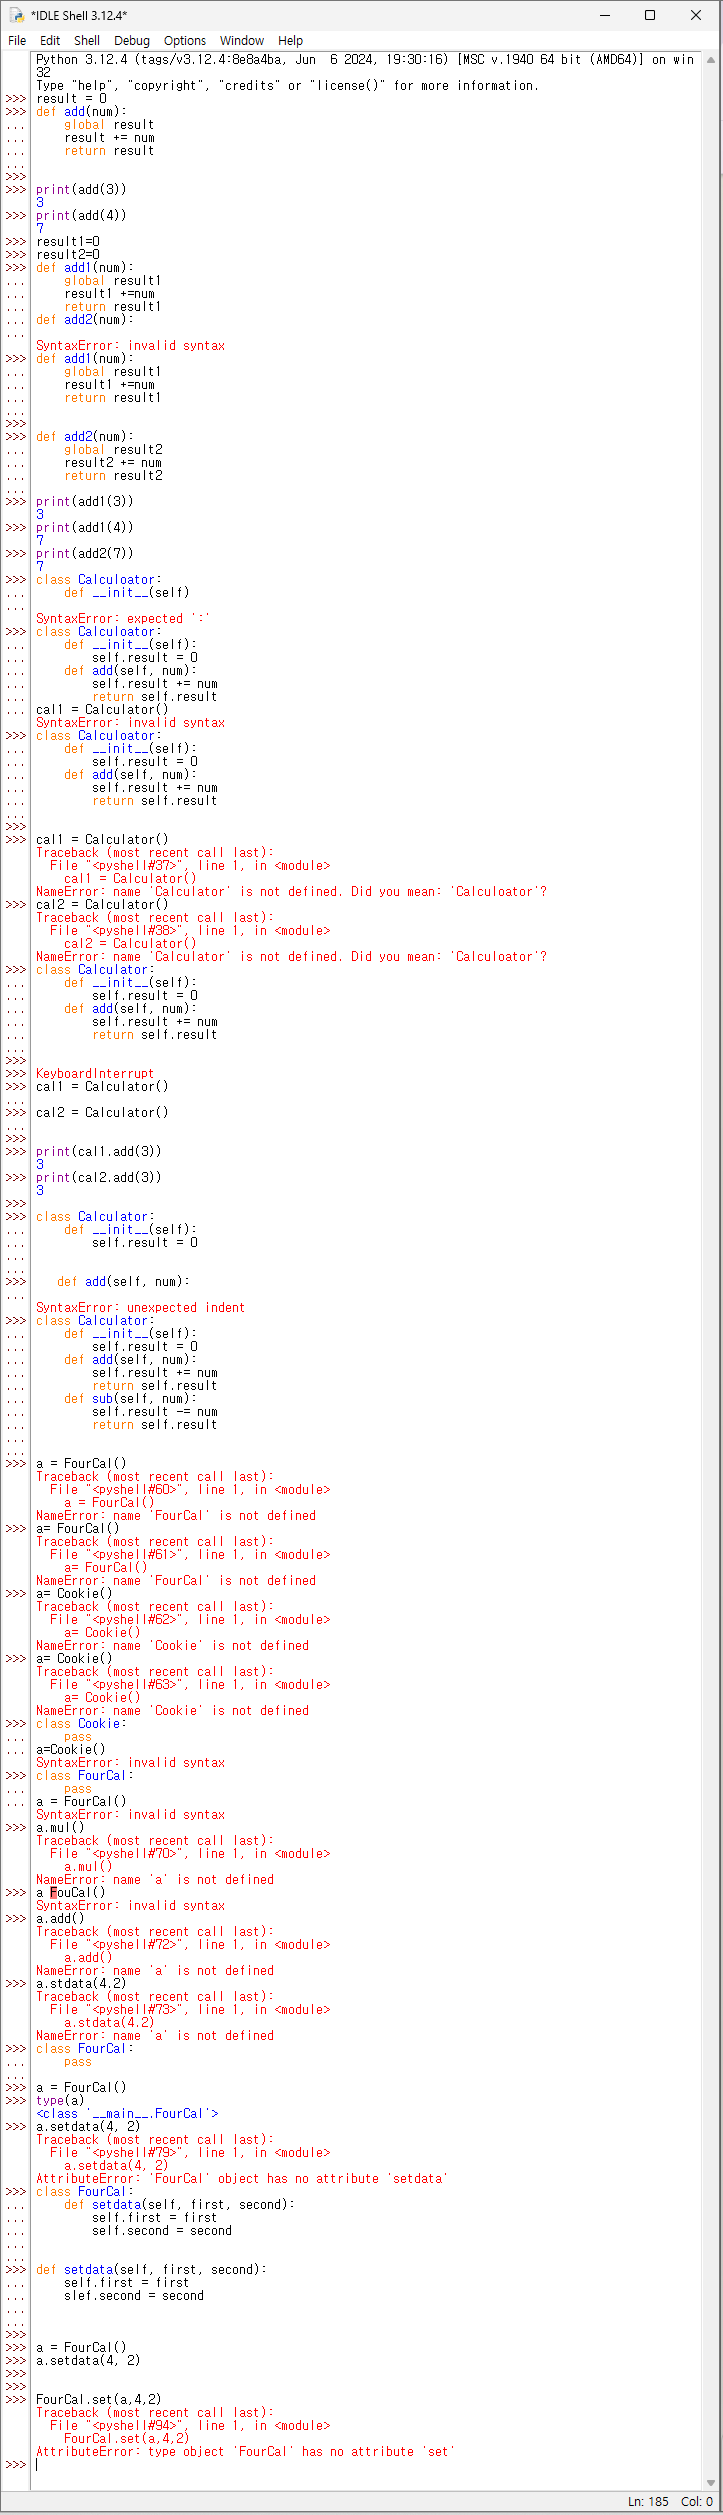 *IDLE Shell 3.12.4*
File Edit Shell Debug Options Window Help
Python 3.12.4 (tags/v3.12.4:8e8a4ba, Jun  6 2024, 19:30:16) [MSC v.1940 64 bit (AMD64)] on win
32
Type "help", "copyright", "credits" or "license()" for more information.
>>> result = 0
>>> def add(num):
...     global result
...     result += num
...     return result
...
>>>
>>> print(add(3))
3
>>> print(add(4))
7
>>> result1=0
>>> result2=0
>>> def add1(num):
...     global result1
...     result1 +=num
...     return result1
... def add2(num):
...
SyntaxError: invalid syntax
>>> def add1(num):
...     global result1
...     result1 +=num
...     return result1
...
>>>
>>> def add2(num):
...     global result2
...     result2 += num
...     return result2
...
>>> print(add1(3))
3
>>> print(add1(4))
7
>>> print(add2(7))
7
>>> class Calculoator:
...     def __init__(self)
...
SyntaxError: expected ':'
>>> class Calculoator:
...     def __init__(self):
...         self.result = 0
...     def add(self, num):
...         self.result += num
...         return self.result
... cal1 = Calculator()
SyntaxError: invalid syntax
>>> class Calculoator:
...     def __init__(self):
...         self.result = 0
...     def add(self, num):
...         self.result += num
...         return self.result
...
>>>
>>> cal1 = Calculator()
Traceback (most recent call last):
  File "<pyshell#37>", line 1, in <module>
    cal1 = Calculator()
NameError: name 'Calculator' is not defined. Did you mean: 'Calculoator'?
>>> cal2 = Calculator()
Traceback (most recent call last):
  File "<pyshell#38>", line 1, in <module>
    cal2 = Calculator()
NameError: name 'Calculator' is not defined. Did you mean: 'Calculoator'?
>>> class Calculator:
...     def __init__(self):
...         self.result = 0
...     def add(self, num):
...         self.result += num
...         return self.result
...
>>>
>>> KeyboardInterrupt
>>> cal1 = Calculator()
...
>>> cal2 = Calculator()
...
>>>
>>> print(cal1.add(3))
3
>>> print(cal2.add(3))
3
>>>
>>> class Calculator:
...     def __init__(self):
...         self.result = 0
...
...
>>>    def add(self, num):
...
SyntaxError: unexpected indent
>>> class Calculator:
...     def __init__(self):
...         self.result = 0
...     def add(self, num):
...         self.result += num
...         return self.result
...     def sub(self, num):
...         self.result -= num
...         return self.result
...
...
>>> a = FourCal()
Traceback (most recent call last):
  File "<pyshell#60>", line 1, in <module>
    a = FourCal()
NameError: name 'FourCal' is not defined
>>> a= FourCal()
Traceback (most recent call last):
  File "<pyshell#61>", line 1, in <module>
    a= FourCal()
NameError: name 'FourCal' is not defined
>>> a= Cookie()
Traceback (most recent call last):
  File "<pyshell#62>", line 1, in <module>
    a= Cookie()
NameError: name 'Cookie' is not defined
>>> a= Cookie()
Traceback (most recent call last):
  File "<pyshell#63>", line 1, in <module>
    a= Cookie()
NameError: name 'Cookie' is not defined
>>> class Cookie:
...     pass
... a=Cookie()
SyntaxError: invalid syntax
>>> class FourCal:
...     pass
... a = FourCal()
SyntaxError: invalid syntax
>>> a.mul()
Traceback (most recent call last):
  File "<pyshell#70>", line 1, in <module>
    a.mul()
NameError: name 'a' is not defined
>>> a FouCal()
SyntaxError: invalid syntax
>>> a.add()
Traceback (most recent call last):
  File "<pyshell#72>", line 1, in <module>
    a.add()
NameError: name 'a' is not defined
>>> a.stdata(4.2)
Traceback (most recent call last):
  File "<pyshell#73>", line 1, in <module>
    a.stdata(4.2)
NameError: name 'a' is not defined
>>> class FourCal:
...     pass
...
>>> a = FourCal()
>>> type(a)
<class '__main__.FourCal'>
>>> a.setdata(4, 2)
Traceback (most recent call last):
  File "<pyshell#79>", line 1, in <module>
    a.setdata(4, 2)
AttributeError: 'FourCal' object has no attribute 'setdata'
>>> class FourCal:
...     def setdata(self, first, second):
...         self.first = first
...         self.second = second
...
...
>>> def setdata(self, first, second):
...     self.first = first
...     slef.second = second
...
...
>>>
>>> a = FourCal()
>>> a.setdata(4, 2)
>>>
>>>
>>> FourCal.set(a,4,2)
Traceback (most recent call last):
  File "<pyshell#94>", line 1, in <module>
    FourCal.set(a,4,2)
AttributeError: type object 'FourCal' has no attribute 'set'
>>>
Ln: 185 Col: 0